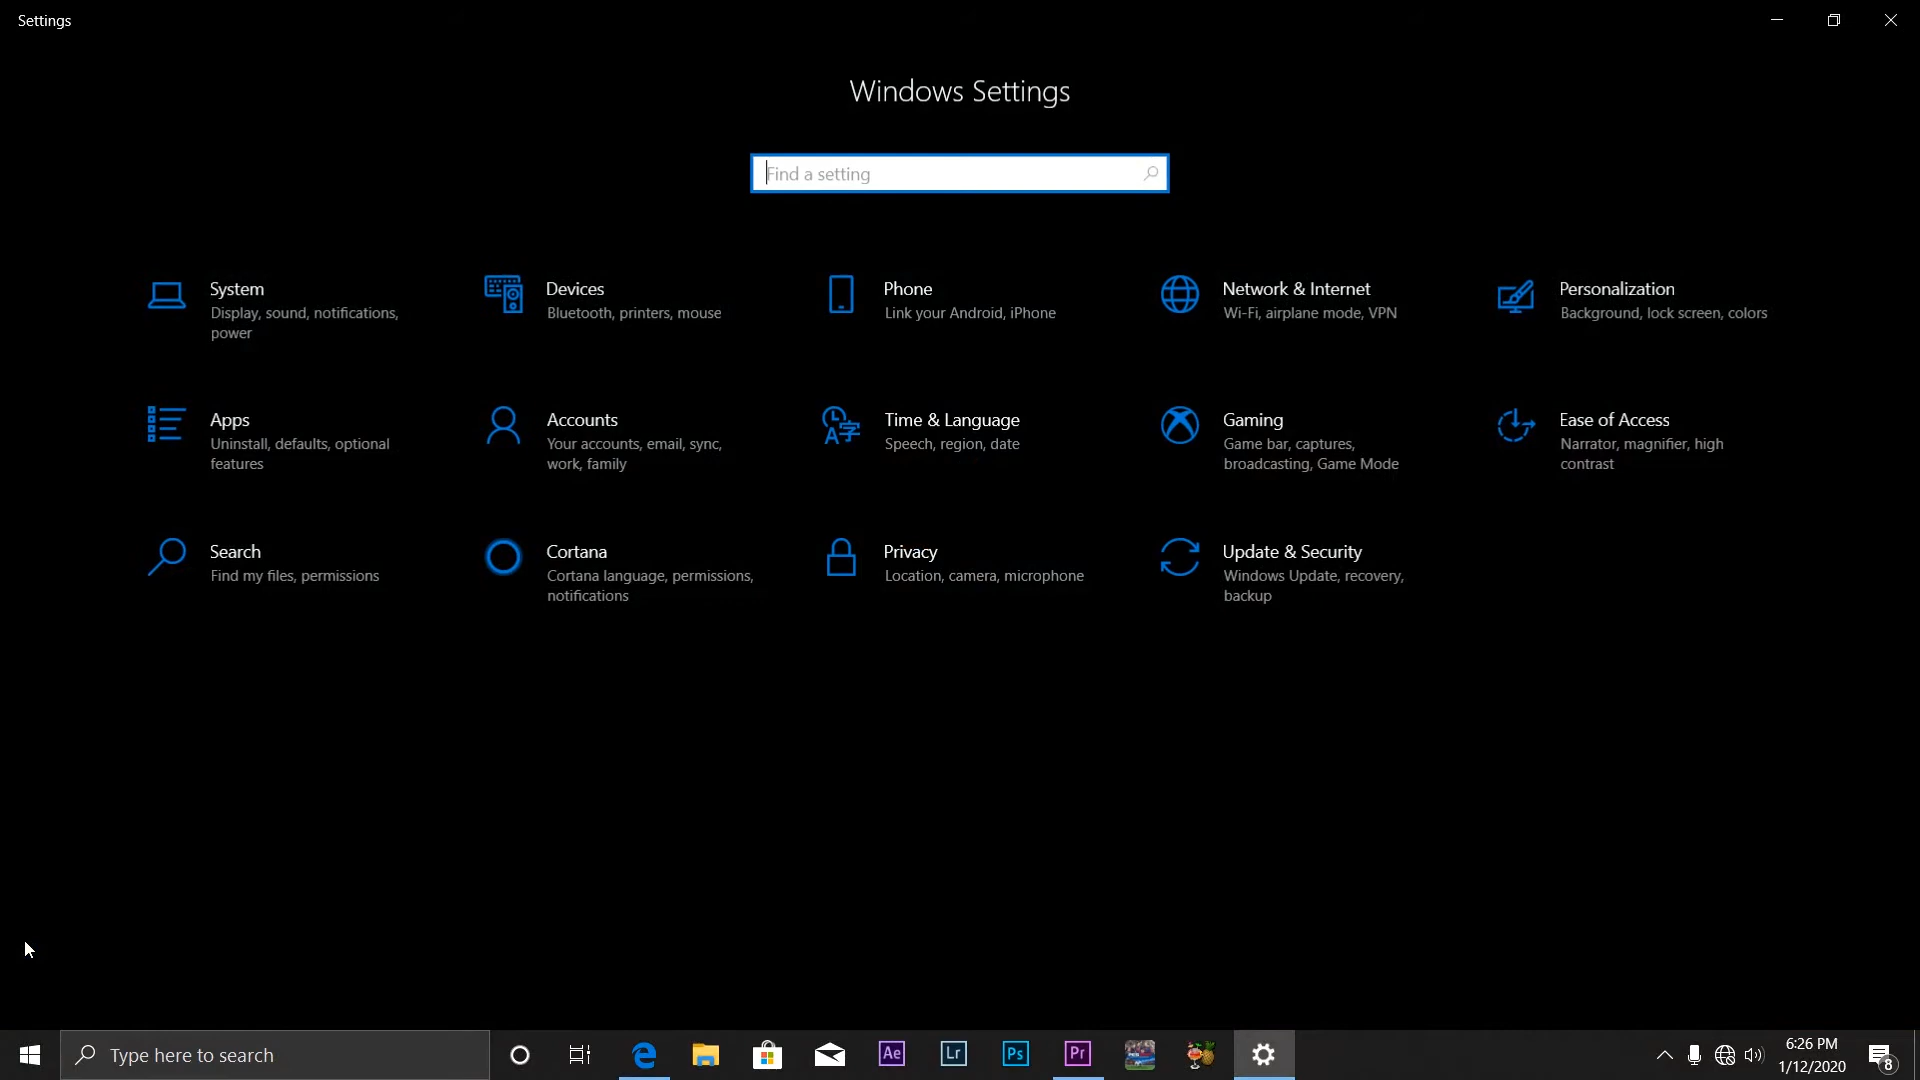 Settings
Windows Settings
Find a setting
System
Display, sound, notifications,
power
Devices
Bluetooth, printers, mouse
Phone
Link your Android, iPhone
Network & Internet
Wi-Fi, airplane mode, VPN
Personalization
Background, lock screen, colors
Apps
Uninstall, defaults, optional
features
Accounts
Your accounts, email, sync,
work, family
Time & Language
Speech, region, date
Gaming
Game bar, captures,
broadcasting, Game Mode
Ease of Access
Narrator, magnifier, high
contrast
Search
Find my files, permissions
Cortana
Cortana language, permissions,
notifications
Privacy
Location, camera, microphone
Update & Security
Windows Update, recovery,
backup
Type here to search
Ae
Lr
Ps
Pr
6:26 PM
1/12/2020
8